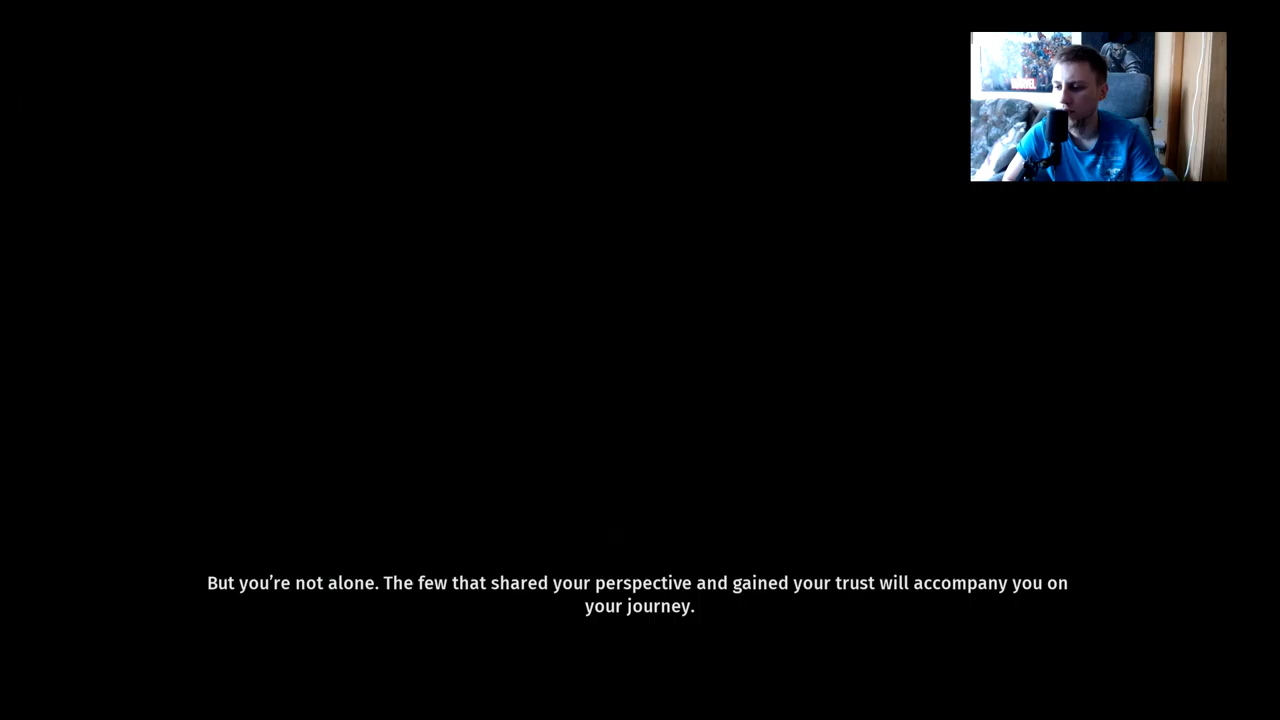 MARVEL
But you’re not alone. The few that shared your perspective and gained your trust will accompany you on
your journey.